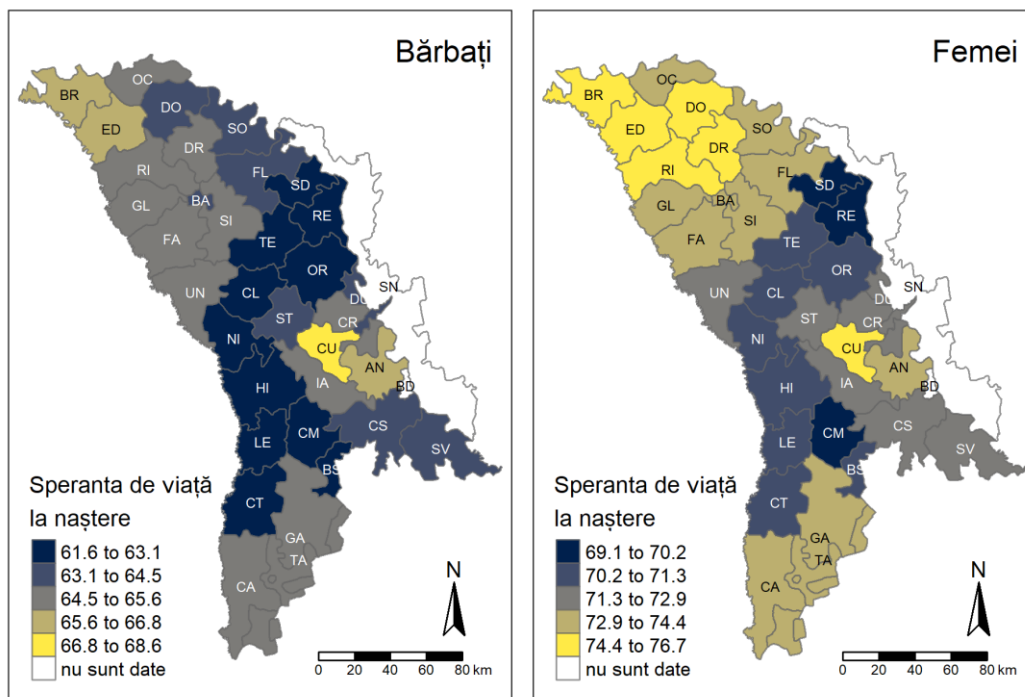 Bărbați
OC
BR
DO
ED
SO
DR
RI
FL
SD
BA
GL
SI
RE
FA
TE
OR
UN
CL
DU
SN
ST
CR
NI
CU
AN
IA
HI
BD
CM
CS
LE
SV
BS
CT
GA
TA
CA
Speranta de viață
la naștere
61.6 to 63.1
63.1 to 64.5
64.5 to 65.6
65.6 to 66.8
66.8 to 68.6
nu sunt date
N
0 20 40 60 80 km
Femei
OC
BR
DO
ED
SO
DR
RI
FL
SD
BA
GL
SI
RE
FA
TE
OR
UN
CL
DU
SN
ST
CR
NI
CU
AN
IA
HI
BD
CM
CS
LE
SV
BS
CT
GA
TA
CA
Speranta de viață
la naștere
69.1 to 70.2
70.2 to 71.3
71.3 to 72.9
72.9 to 74.4
74.4 to 76.7
nu sunt date
N
0 20 40 60 80 km